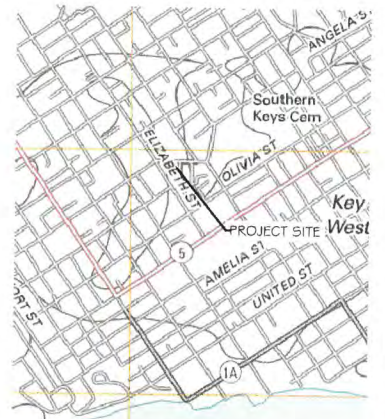 ANGELA S
Southern
Keys Cem
ELIZABETH ST
OLIVIA ST
Key
West
PROJECT SITE
5
AMELIA ST
UNITED ST
ORT ST
1A